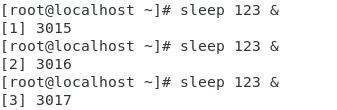 [root@localhost ~]# sleep 123 &
[1] 3015
[root@localhost ~]# sleep 123 &
[2] 3016
[root@localhost ~]# sleep 123 &
[3] 3017